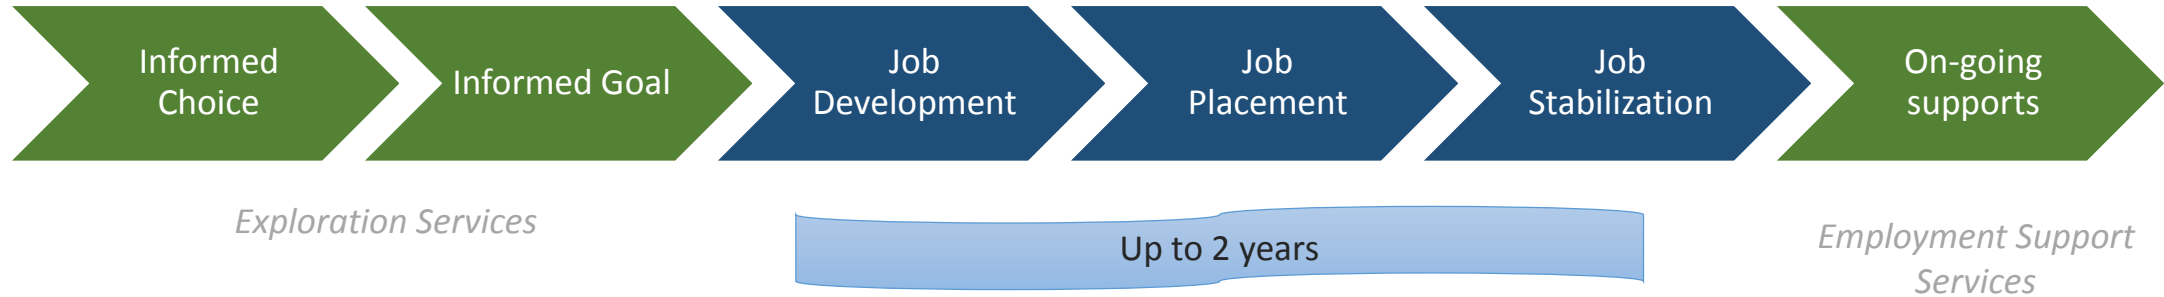 Informed
Choice
Informed Goal
Job
Development
Job
Placement
Job
Stabilization
On-going
supports
Exploration Services
Up to 2 years
Employment Support
Services